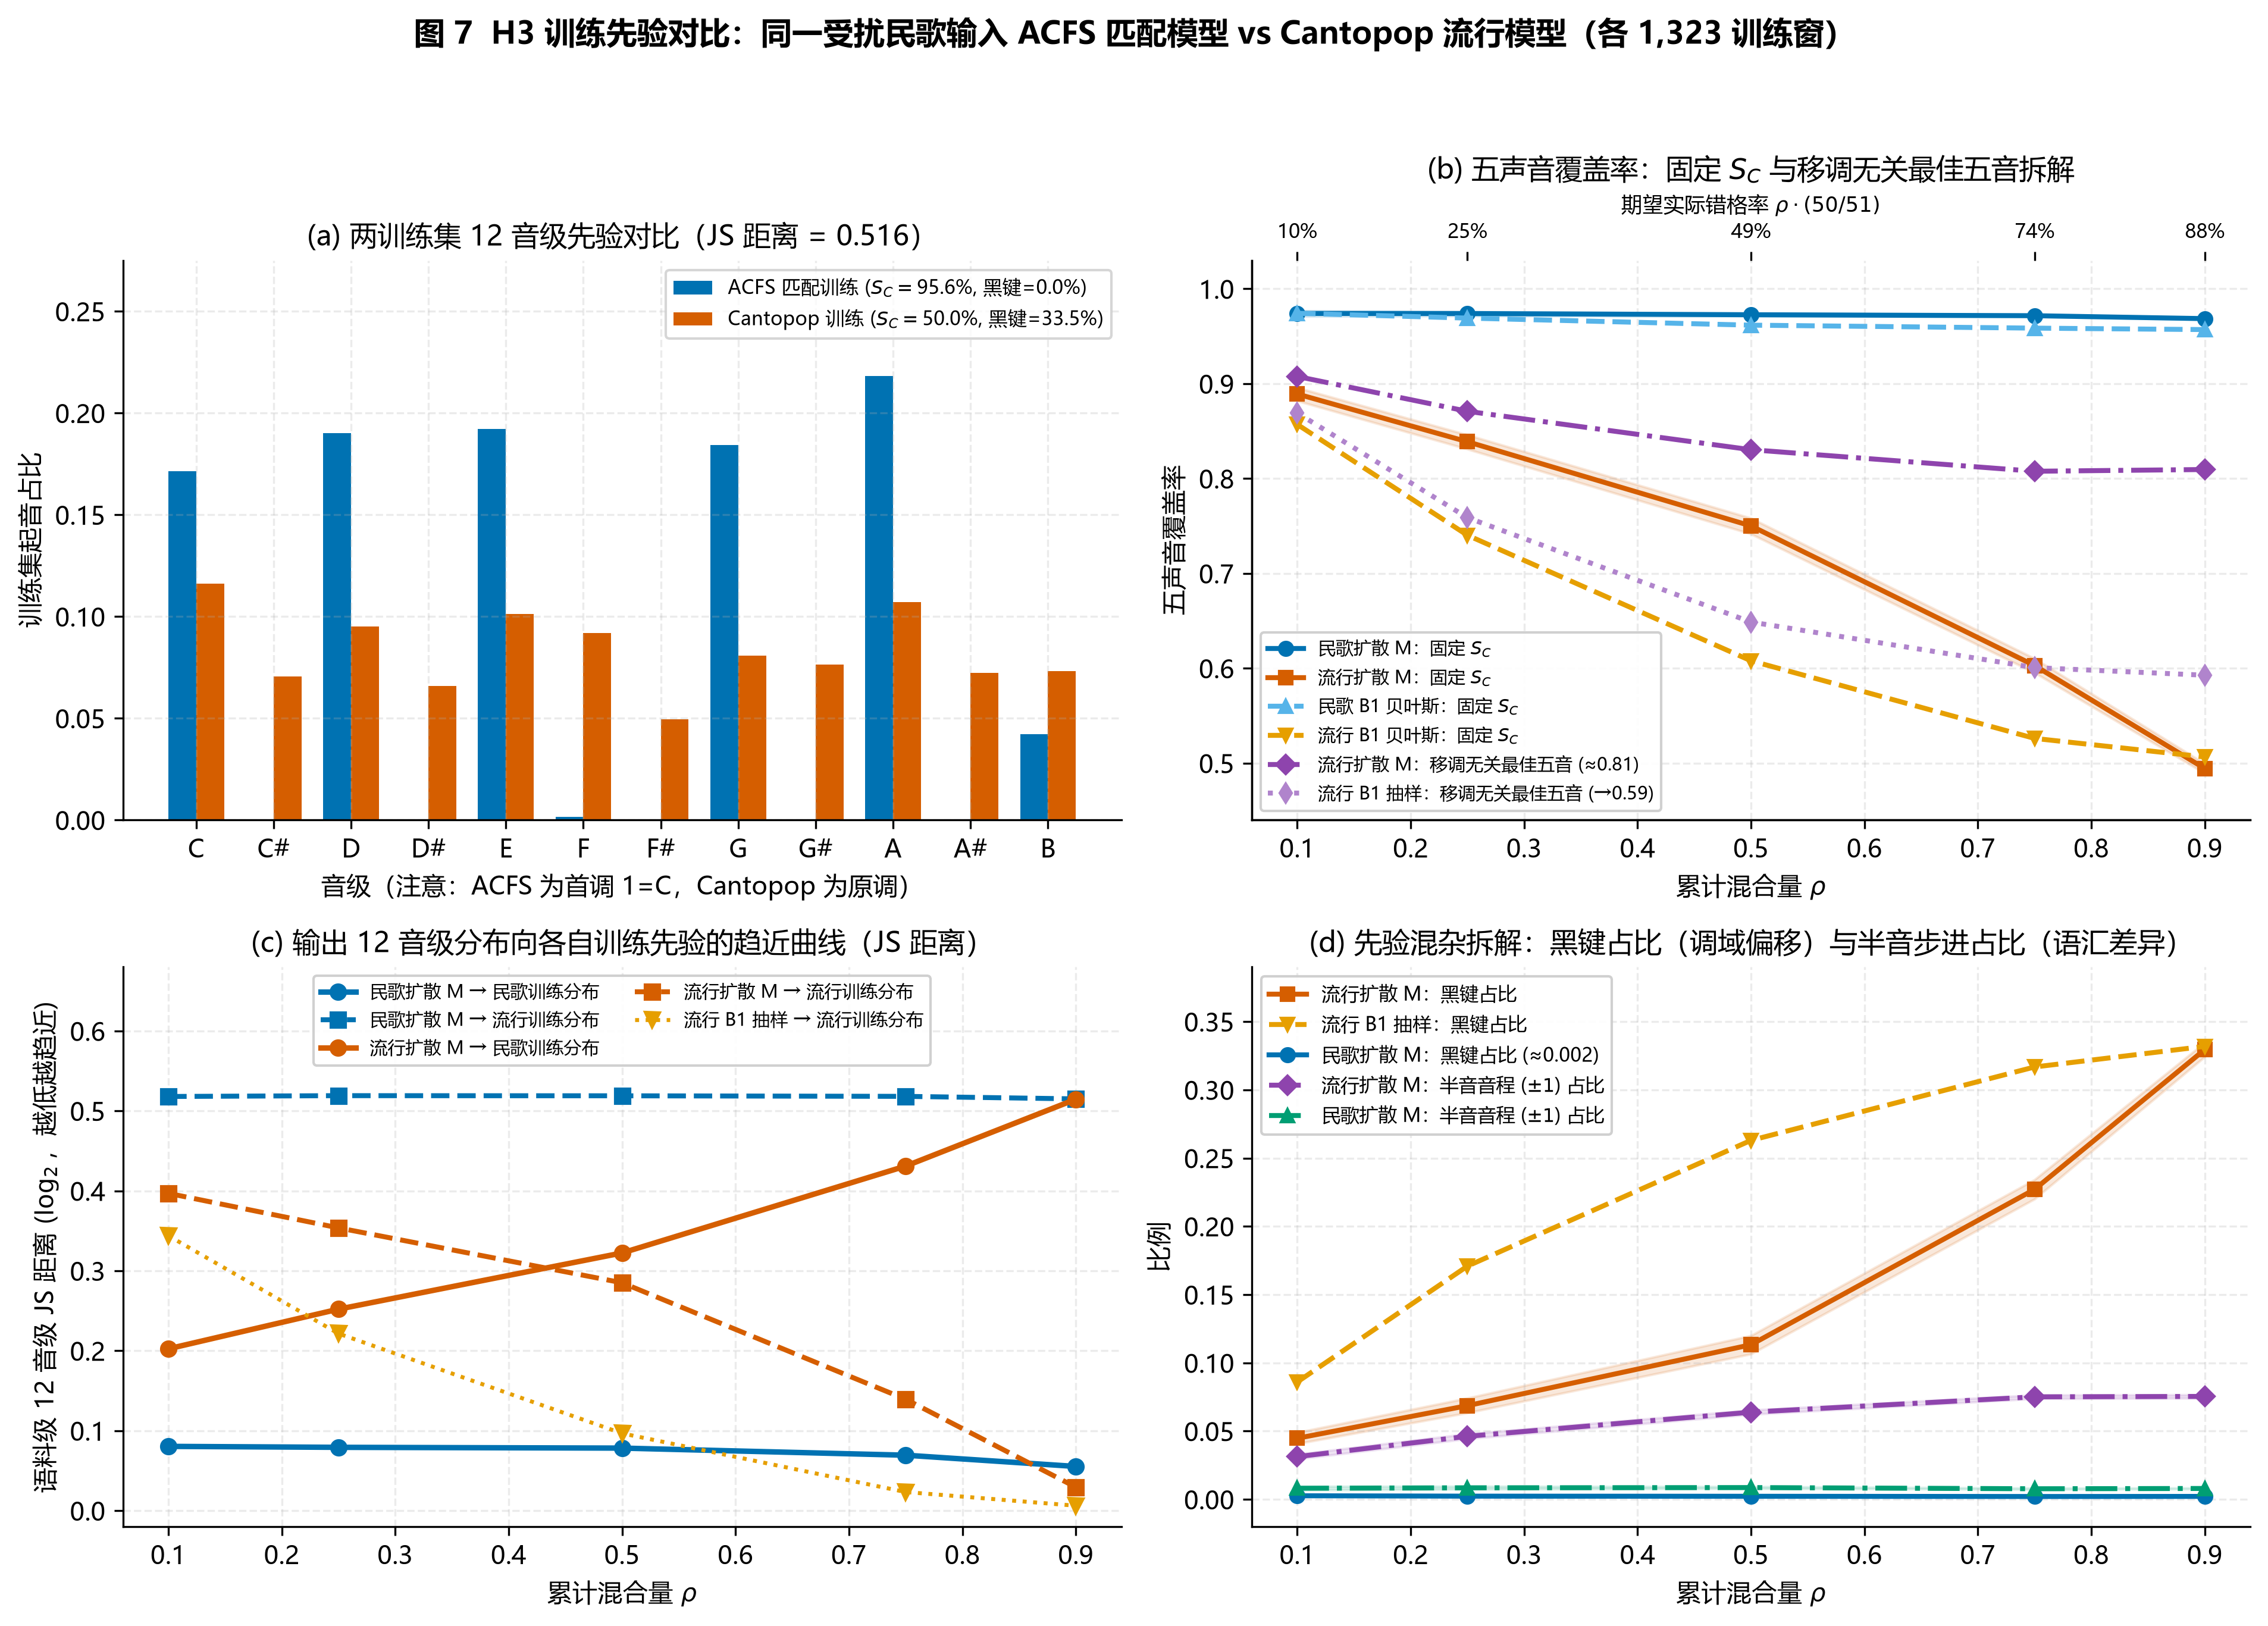 图 7 H3 训练先验对比：同一受扰民歌输入 ACFS 匹配模型 vs Cantopop 流行模型（各 1,323 训练窗）
(a) 两训练集 12 音级先验对比（JS 距离 = 0.516）
训练集起音占比
0.25
0.20
0.15
0.10
0.05
0.00
ACFS 匹配训练 (S_C = 95.6%, 黑键=0.0%)
Cantopop 训练 (S_C = 50.0%, 黑键=33.5%)
C C# D D# E F F# G G# A A# B
音级（注意：ACFS 为首调 1=C，Cantopop 为原调）
(b) 五声音覆盖率：固定 S_C 与移调无关最佳五音拆解
期望实际错格率 ρ · (50/51)
10% 25% 49% 74% 88%
五声音覆盖率
1.0
0.9
0.8
0.7
0.6
0.5
民歌扩散 M：固定 S_C
流行扩散 M：固定 S_C
民歌 B1 贝叶斯：固定 S_C
流行 B1 贝叶斯：固定 S_C
流行扩散 M：移调无关最佳五音 (≈0.81)
流行 B1 抽样：移调无关最佳五音 (→0.59)
0.1 0.2 0.3 0.4 0.5 0.6 0.7 0.8 0.9
累计混合量 ρ
(c) 输出 12 音级分布向各自训练先验的趋近曲线（JS 距离）
语料级 12 音级 JS 距离 (log₂，越低越趋近)
0.6
0.5
0.4
0.3
0.2
0.1
0.0
民歌扩散 M → 民歌训练分布
民歌扩散 M → 流行训练分布
流行扩散 M → 民歌训练分布
流行扩散 M → 流行训练分布
流行 B1 抽样 → 流行训练分布
0.1 0.2 0.3 0.4 0.5 0.6 0.7 0.8 0.9
累计混合量 ρ
(d) 先验混杂拆解：黑键占比（调域偏移）与半音步进占比（语汇差异）
比例
0.35
0.30
0.25
0.20
0.15
0.10
0.05
0.00
流行扩散 M：黑键占比
流行 B1 抽样：黑键占比
民歌扩散 M：黑键占比 (≈0.002)
流行扩散 M：半音音程 (±1) 占比
民歌扩散 M：半音音程 (±1) 占比
0.1 0.2 0.3 0.4 0.5 0.6 0.7 0.8 0.9
累计混合量 ρ